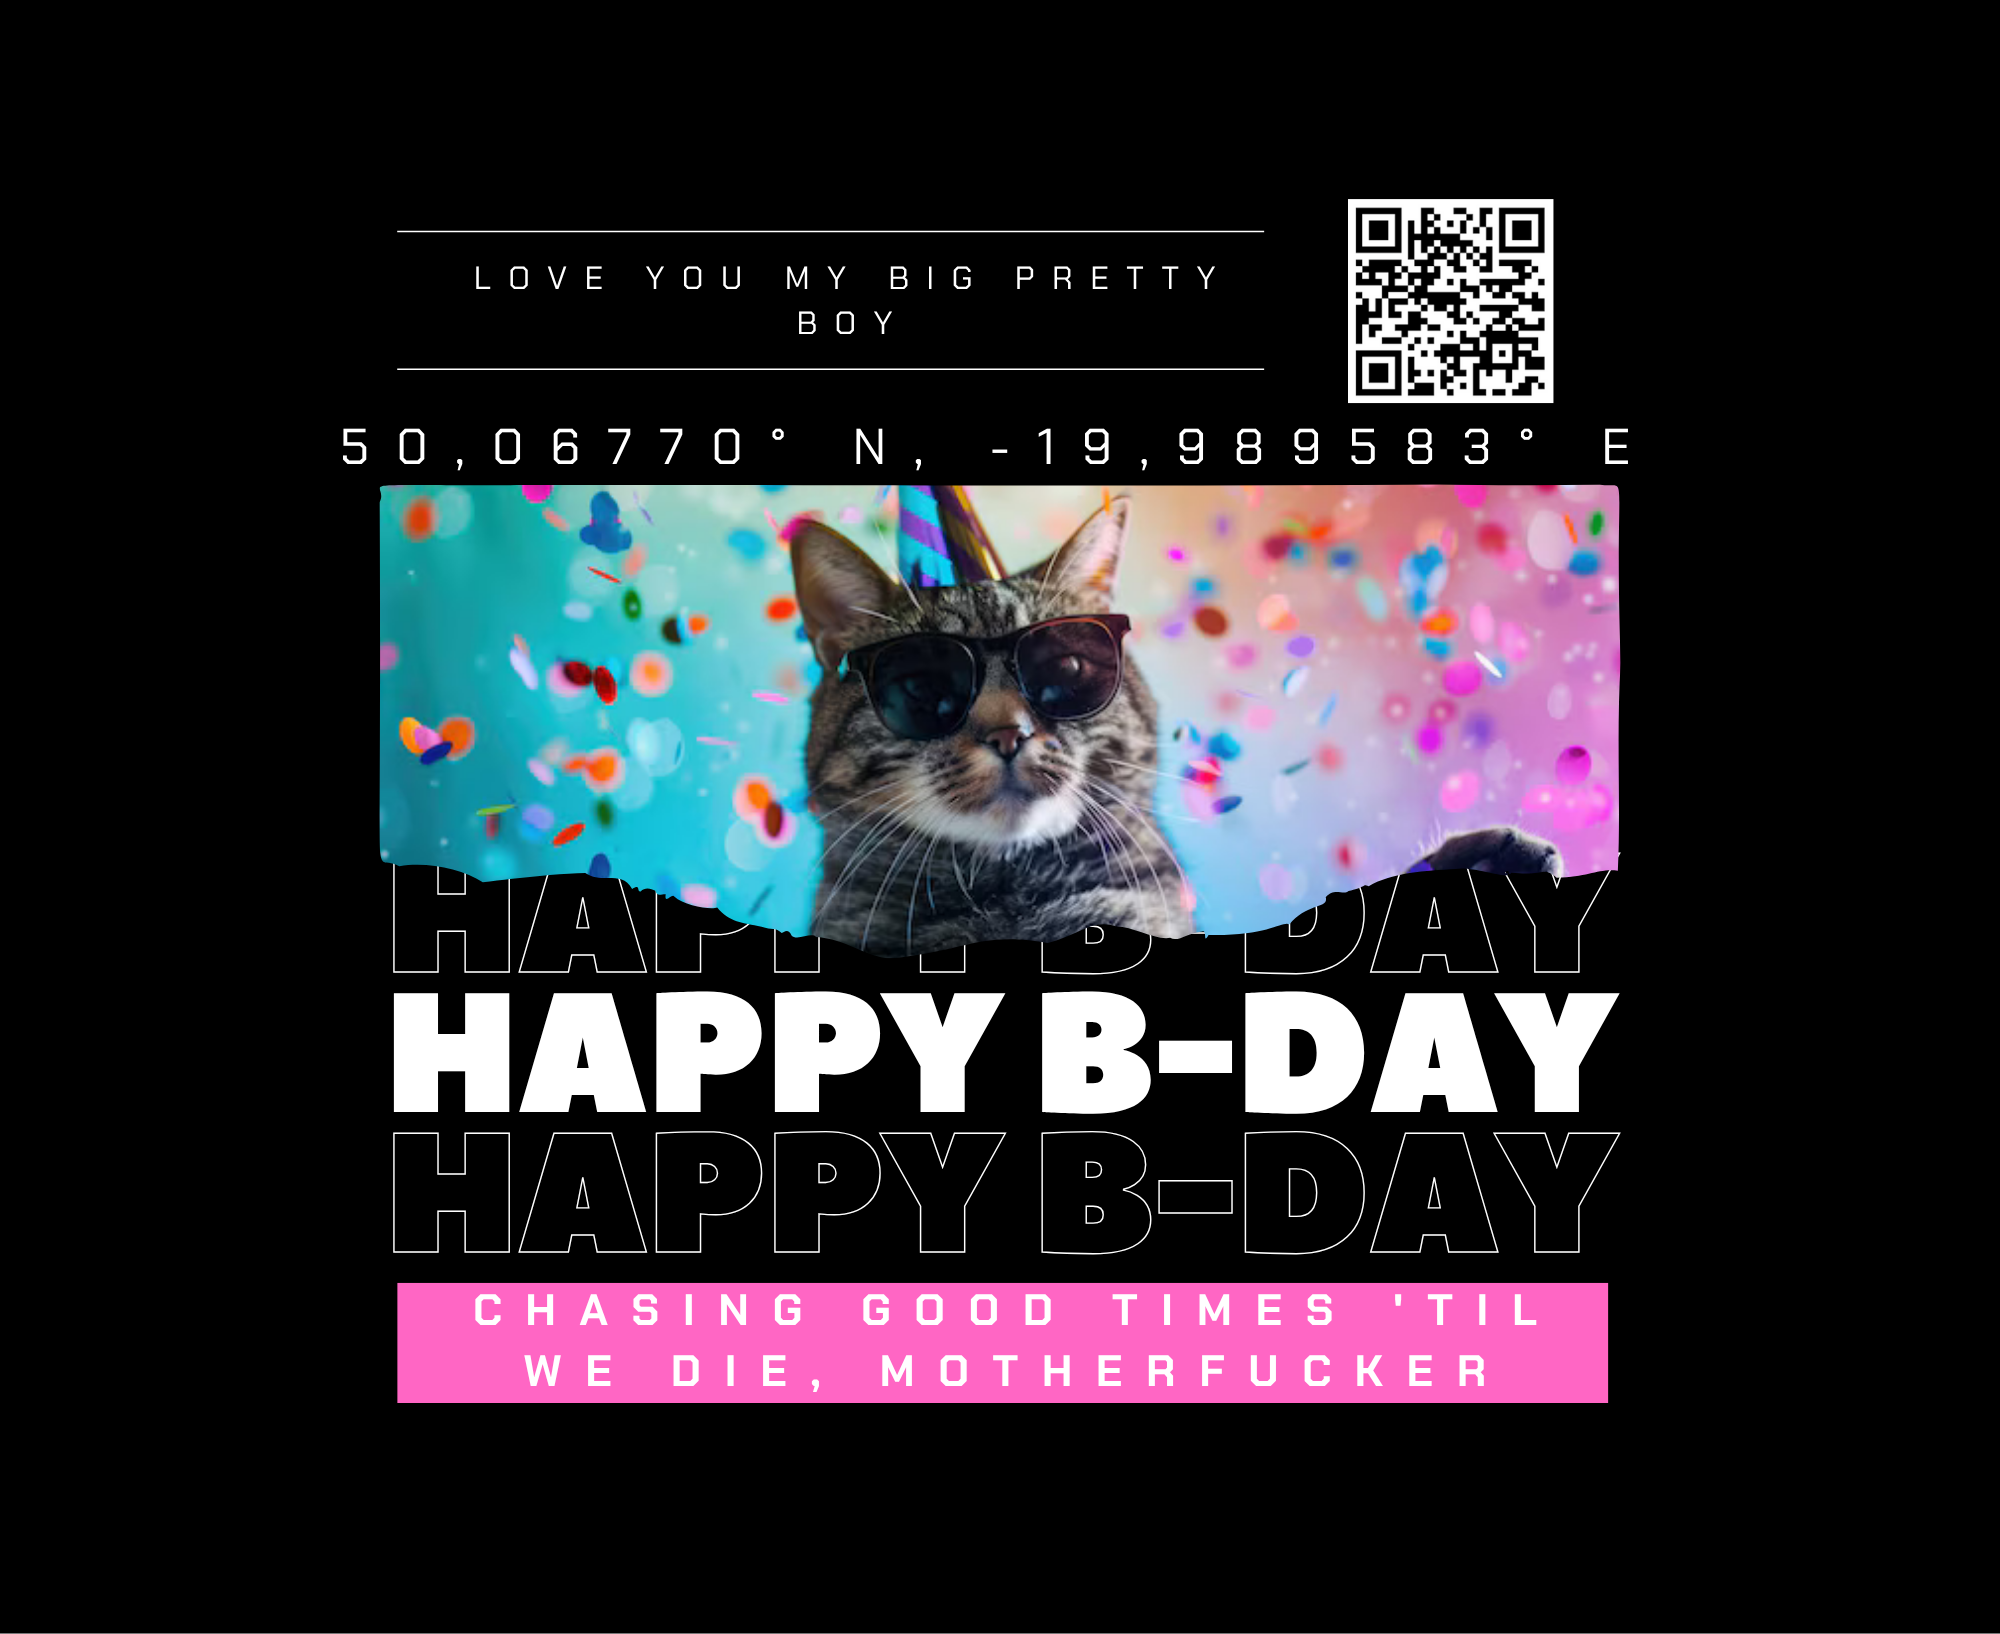 LOVE YOU MY BIG PRETTY
BOY
50,06770° N, -19,989583° E
HAPPY B-DAY
HAPPY B-DAY
HAPPY B-DAY
CHASING GOOD TIMES 'TIL
WE DIE, MOTHERFUCKER